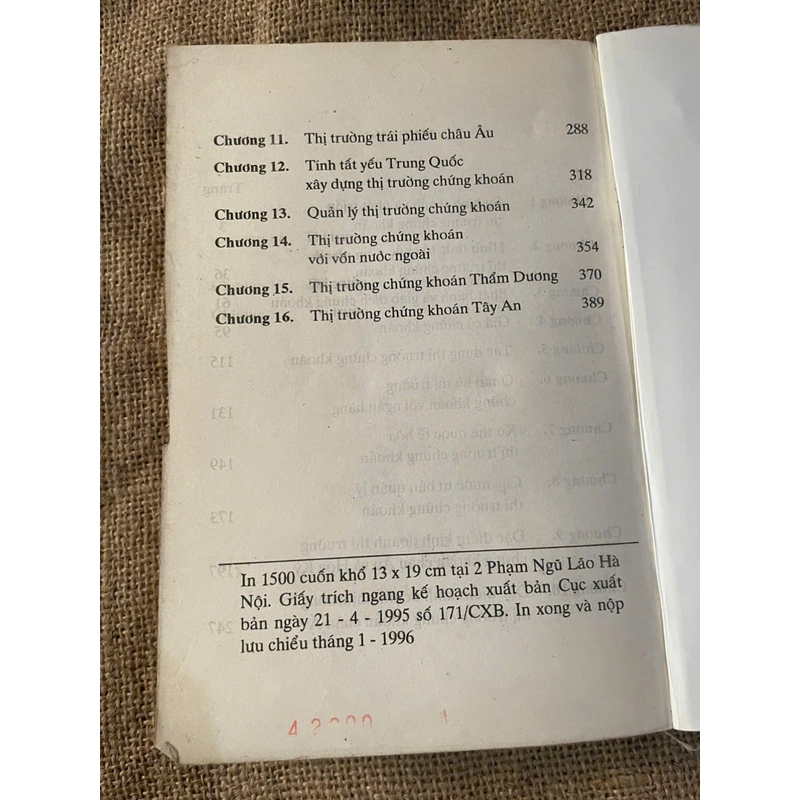 Chương 11. Thị trường trái phiếu châu Âu 288
Chương 12. Tính tất yếu Trung Quốc
xây dựng thị trường chứng khoán 318
Chương 13. Quản lý thị trường chứng khoán 342
Chương 14. Thị trường chứng khoán
với vốn nước ngoài 354
Chương 15. Thị trường chứng khoán Thẩm Dương 370
Chương 16. Thị trường chứng khoán Tây An 389
In 1500 cuốn khổ 13 x 19 cm tại 2 Phạm Ngũ Lão Hà
Nội. Giấy trích ngang kế hoạch xuất bản Cục xuất
bản ngày 21 - 4 - 1995 số 171/CXB. In xong và nộp
lưu chiểu tháng 1 - 1996